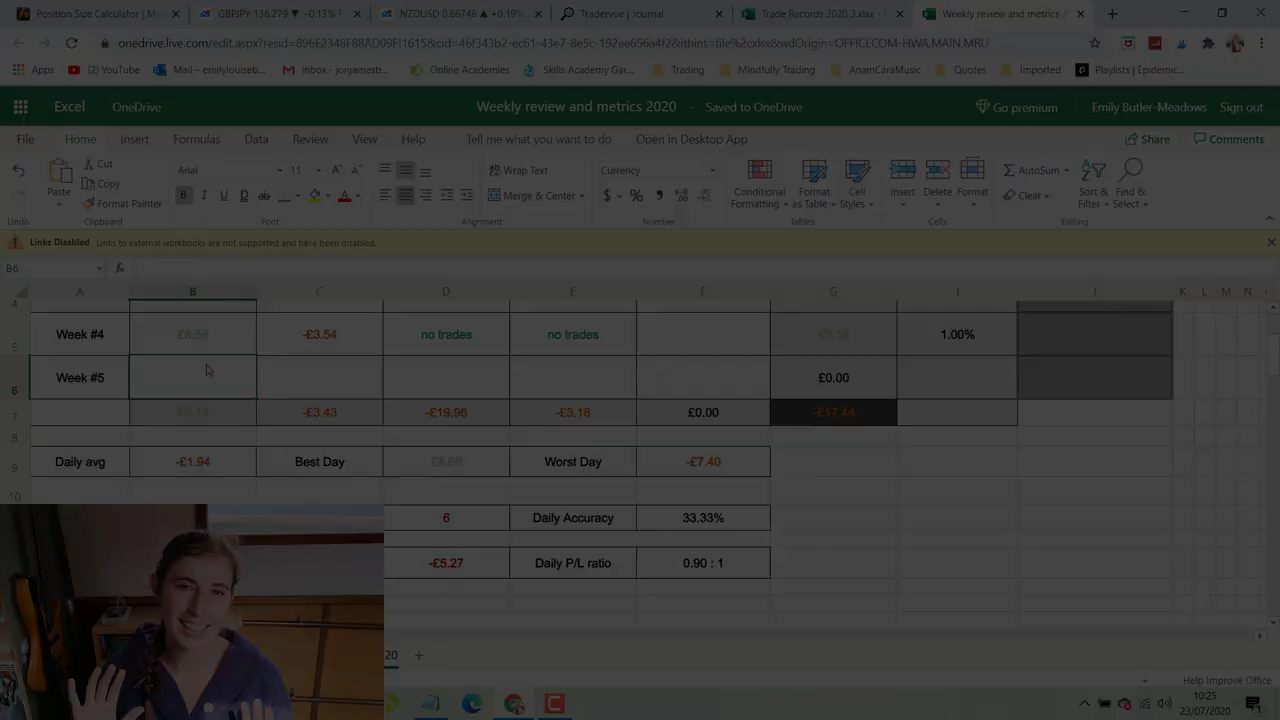 Position Size Calculator | My
GBPJPY 136.279 ▼ -0.13%
NZDUSD 0.66748 ▲ +0.19%
Tradervue | Journal
Trade Records 2020 3.xlsx
Weekly review and metrics
onedrive.live.com/edit.aspx?resid=896E2348F88AD09F!1615&cid=46f343b2-ec61-43e7-8e5c-192ee656a4f2&ithint=file%2cxlsx&wdOrigin=OFFICECOM-HWA.MAIN.MRU
Apps
(2) YouTube
Mail – emilylouiseb...
Inbox - jonjamesb...
Online Academies
Skills Academy Gar...
Trading
Mindfully Trading
AnamCaraMusic
Quotes
Imported
Playlists | Epidemic...
Excel
OneDrive
Weekly review and metrics 2020 - Saved to OneDrive
Go premium
Emily Butler-Meadows
Sign out
File Home Insert Formulas Data Review View Help Tell me what you want to do Open in Desktop App
Share
Comments
Paste
Cut
Copy
Format Painter
Arial 11
Wrap Text
Merge & Center
Currency
Conditional Formatting
Format as Table
Cell Styles
Insert
Delete
Format
AutoSum
Clear
Sort & Filter
Find & Select
Undo Clipboard Font Alignment Number Tables Cells Editing
Links Disabled Links to external workbooks are not supported and have been disabled.
B6 fx
A B C D E F G I J K L M N
4
5 Week #4 -£3.54 no trades no trades 1.00%
6 Week #5 £0.00
7 -£3.43 -£19.96 -£3.18 £0.00 -£17.44
8
9 Daily avg -£1.94 Best Day Worst Day -£7.40
10
6 Daily Accuracy 33.33%
-£5.27 Daily P/L ratio 0.90 : 1
20 +
Help Improve Office
10:25
23/07/2020